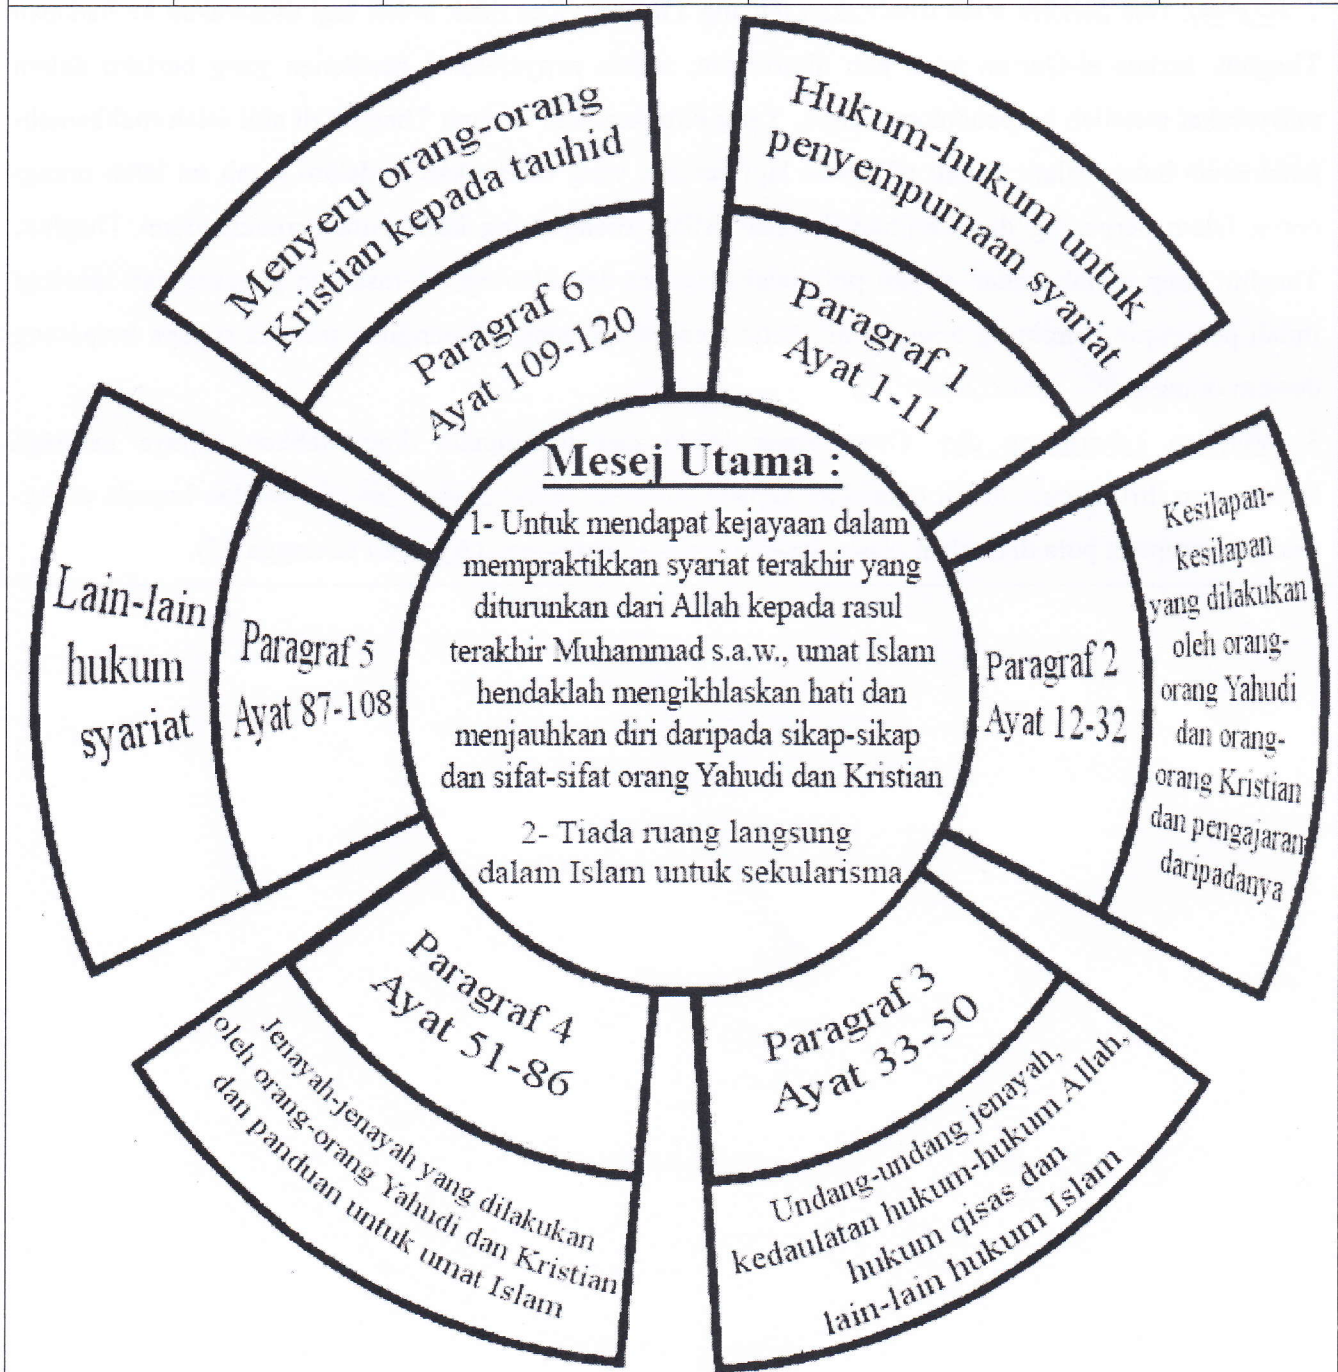 Mesej Utama :
1- Untuk mendapat kejayaan dalam
mempraktikkan syariat terakhir yang
diturunkan dari Allah kepada rasul
terakhir Muhammad s.a.w., umat Islam
hendaklah mengikhlaskan hati dan
menjauhkan diri daripada sikap-sikap
dan sifat-sifat orang Yahudi dan Kristian
2- Tiada ruang langsung
dalam Islam untuk sekularisma
Hukum-hukum untuk
penyempurnaan syariat
Paragraf 1
Ayat 1-11
Paragraf 2
Ayat 12-32
Kesilapan-
kesilapan
yang dilakukan
oleh orang-
orang Yahudi
dan orang-
orang Kristian
dan pengajaran
daripadanya
Paragraf 3
Ayat 33-50
Undang-undang jenayah,
kedaulatan hukum-hukum Allah,
hukum qisas dan
lain-lain hukum Islam
Paragraf 4
Ayat 51-86
Jenayah-jenayah yang dilakukan
oleh orang-orang Yahudi dan Kristian
dan panduan untuk umat Islam
Paragraf 5
Ayat 87-108
Lain-lain
hukum
syariat
Menyeru orang-orang
Kristian kepada tauhid
Paragraf 6
Ayat 109-120